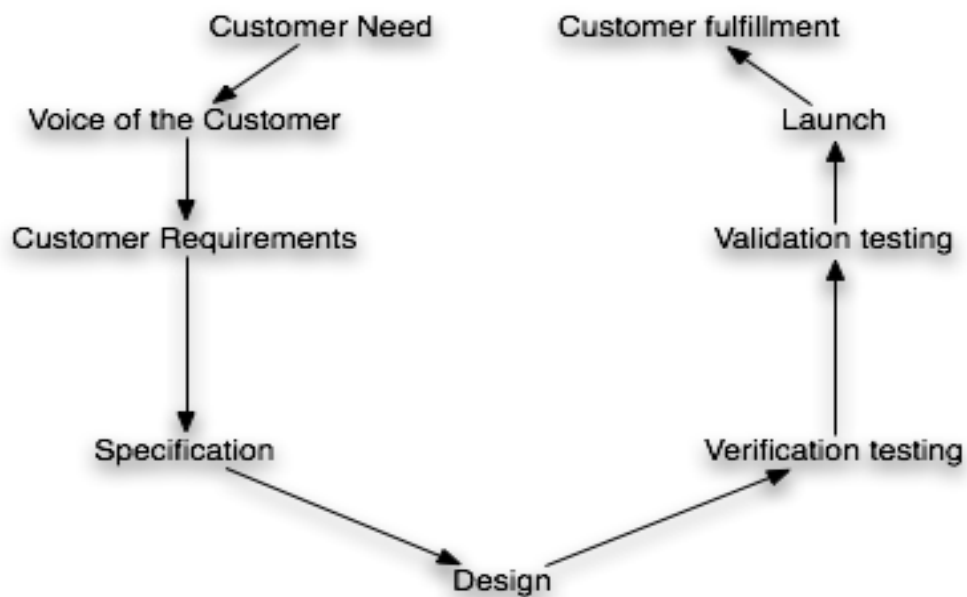 Customer Need
Customer fulfillment
Voice of the Customer
Launch
Customer Requirements
Validation testing
Specification
Verification testing
Design